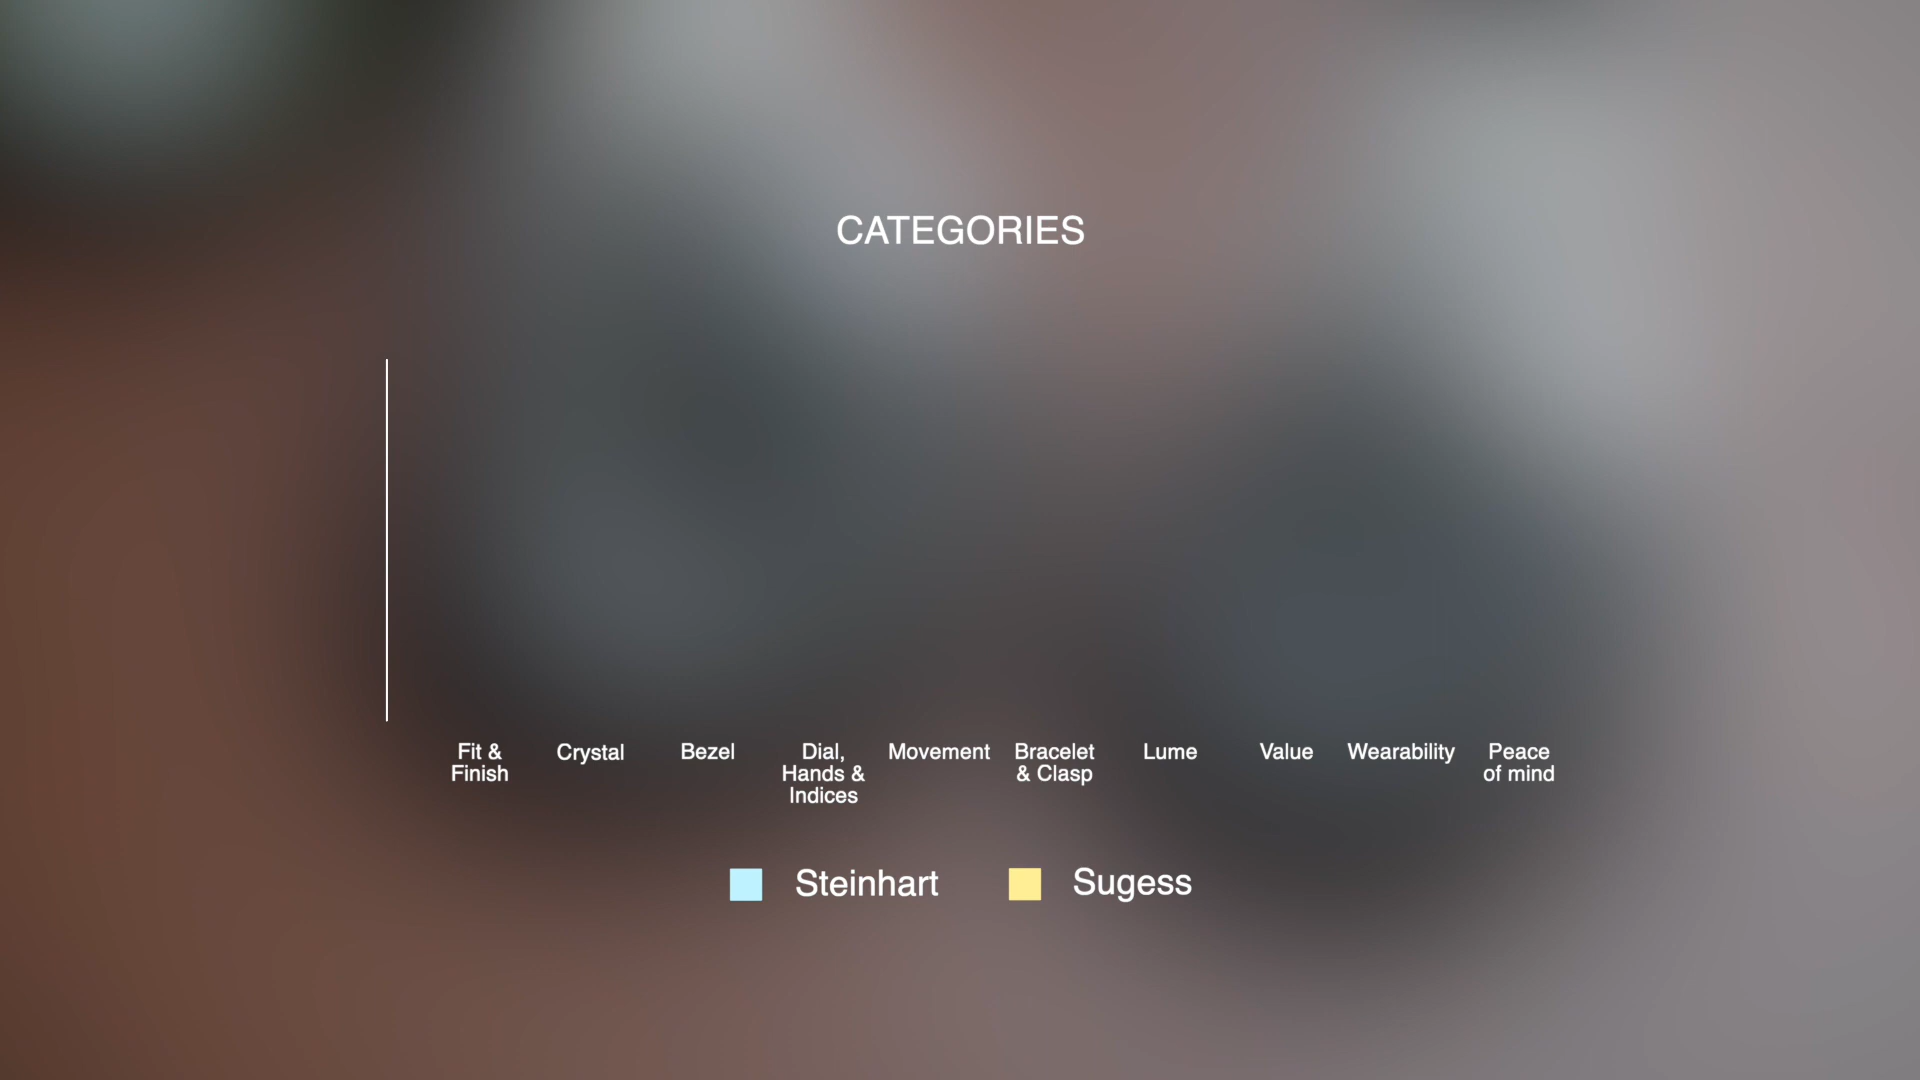 CATEGORIES
Fit &
Finish
Crystal
Bezel
Dial,
Hands &
Indices
Movement
Bracelet
& Clasp
Lume
Value
Wearability
Peace
of mind
Steinhart
Sugess